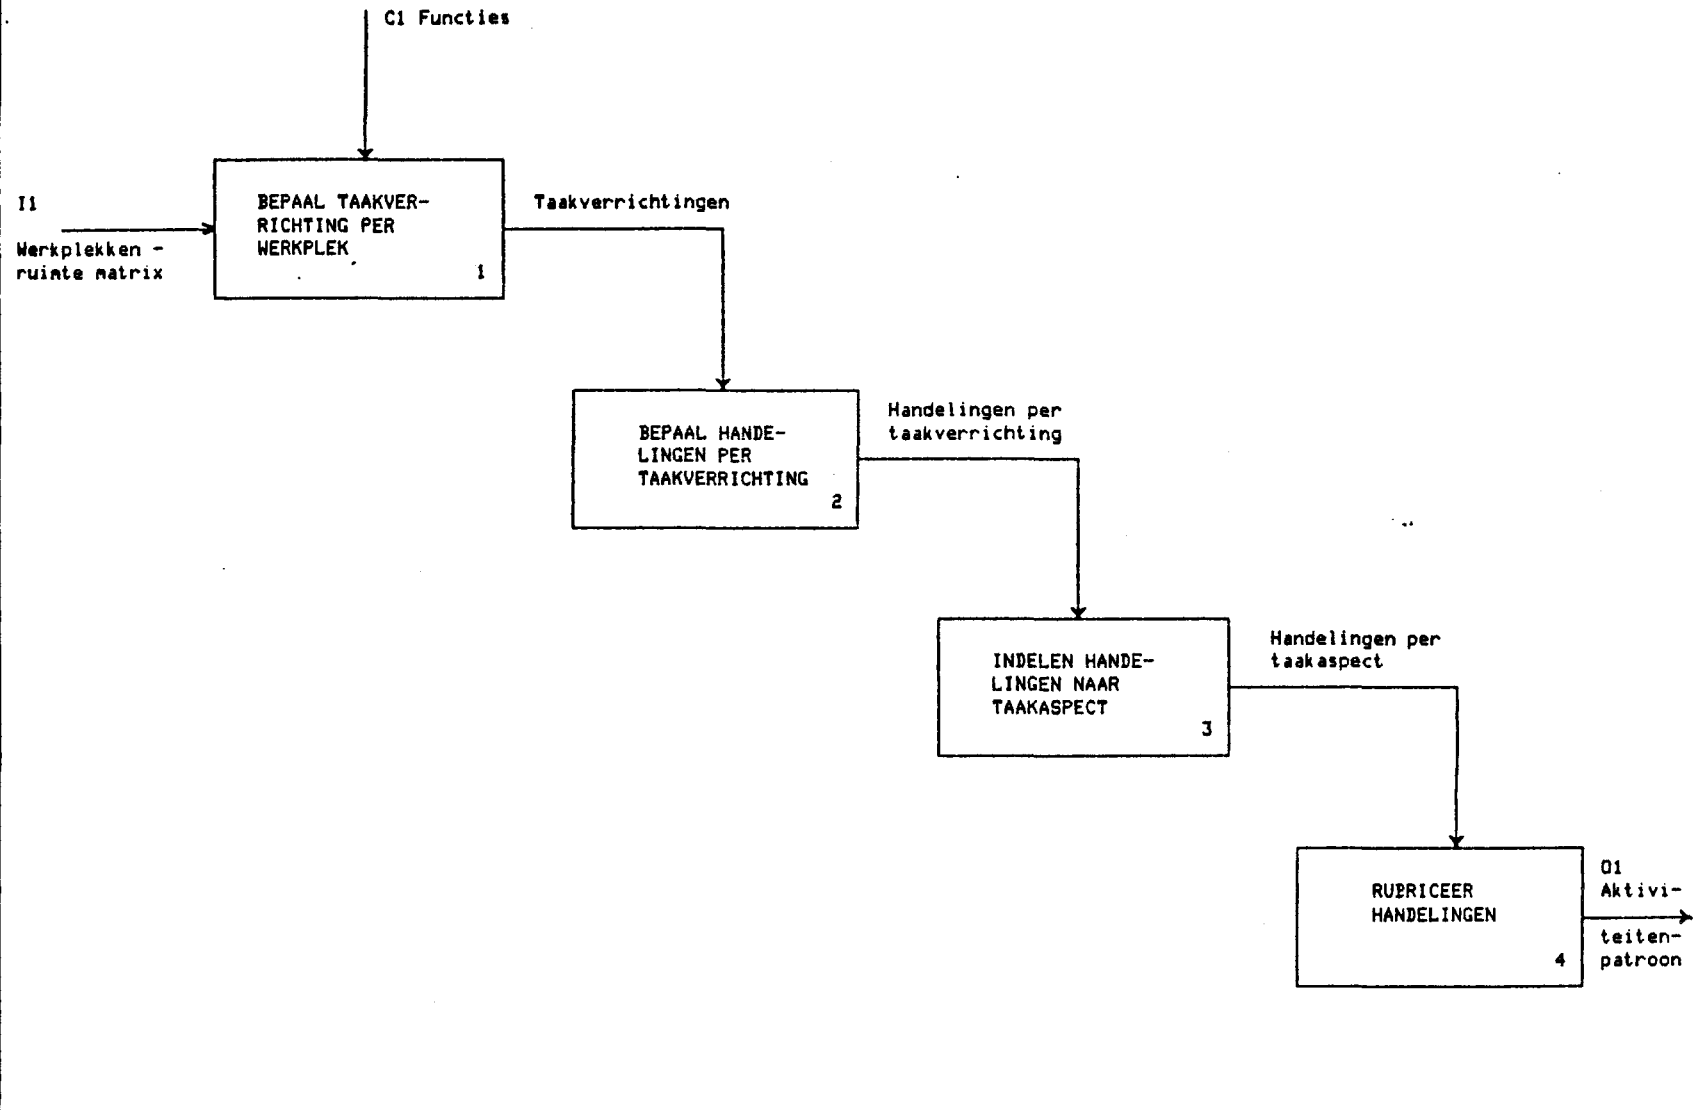 C1 Functies
I1
Werkplekken -
ruimte matrix
BEPAAL TAAKVER-
RICHTING PER
WERKPLEK
1
Taakverrichtingen
BEPAAL HANDE-
LINGEN PER
TAAKVERRICHTING
2
Handelingen per
taakverrichting
INDELEN HANDE-
LINGEN NAAR
TAAKASPECT
3
Handelingen per
taakaspect
RUBRICEER
HANDELINGEN
4
O1
Aktivi-
teiten-
patroon